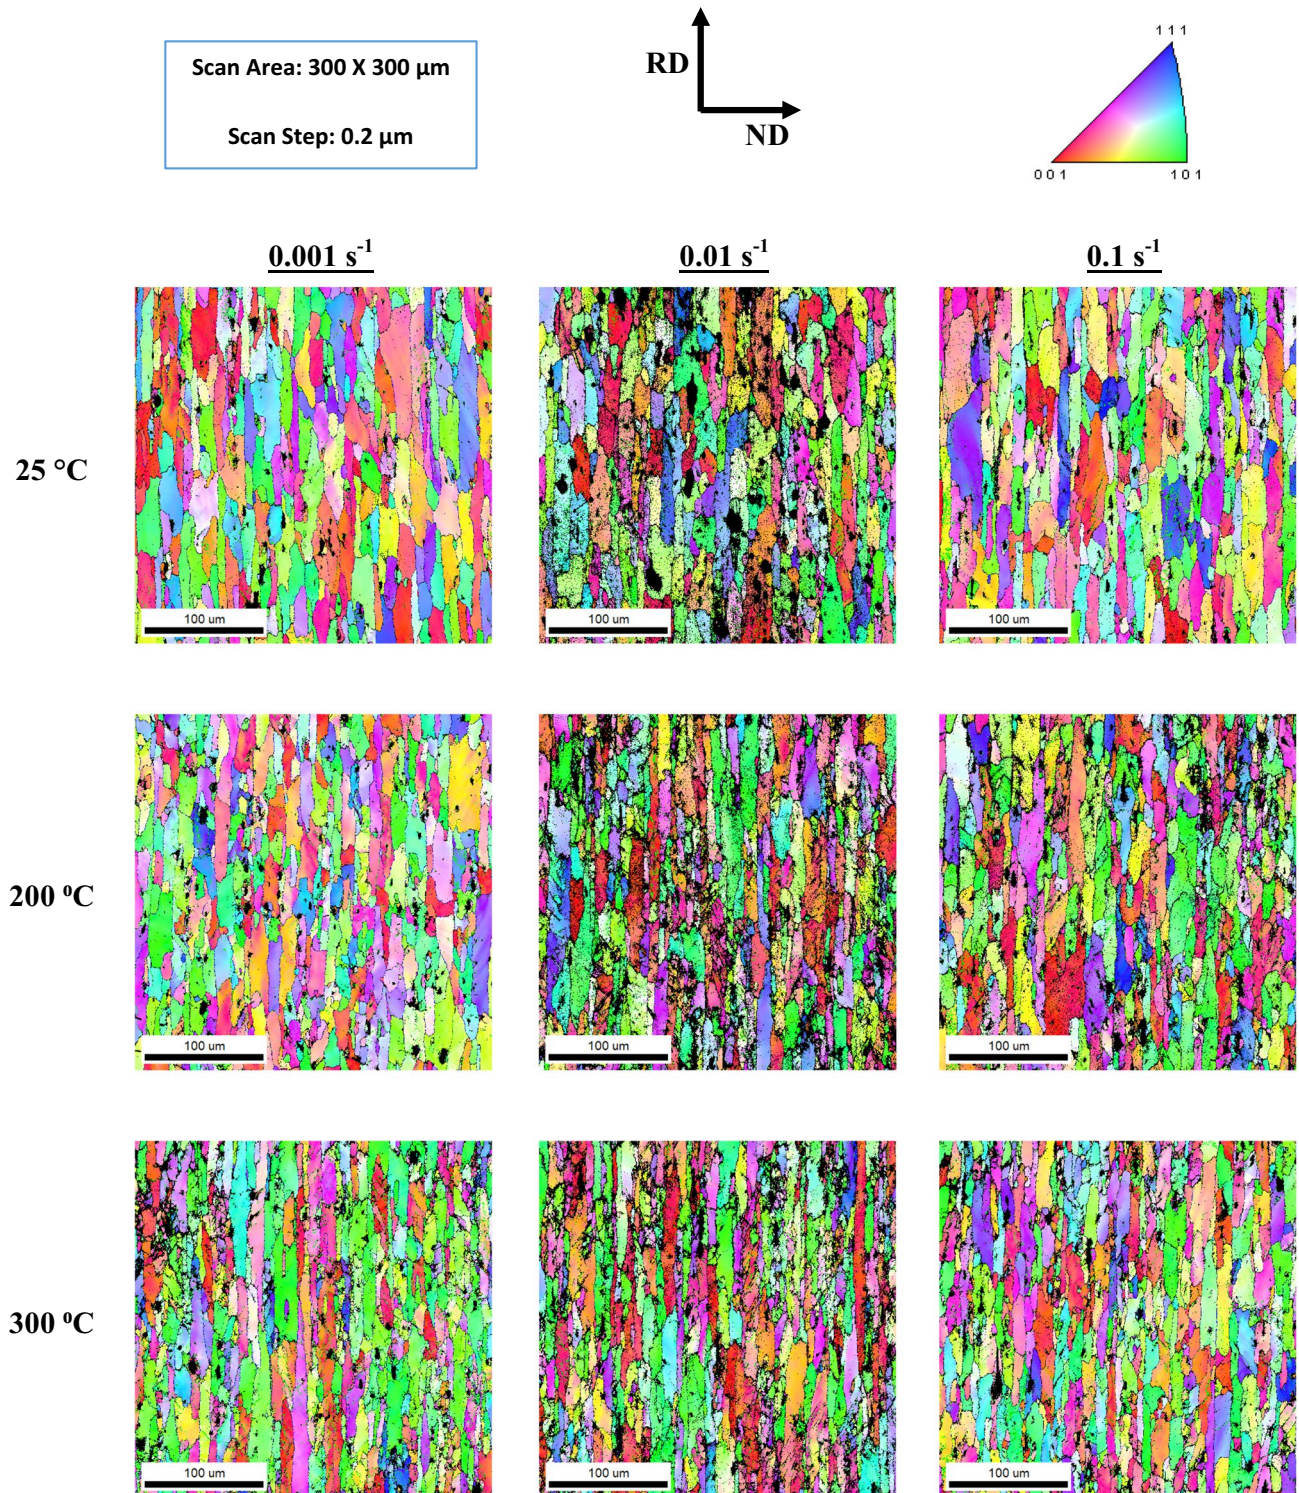 Scan Area: 300 X 300 µm
Scan Step: 0.2 µm
RD
ND
1 1 1
0 0 1
1 0 1
0.001 s⁻¹
0.01 s⁻¹
0.1 s⁻¹
25 °C
100 um
100 um
100 um
200 ⁰C
100 um
100 um
100 um
300 ⁰C
100 um
100 um
100 um